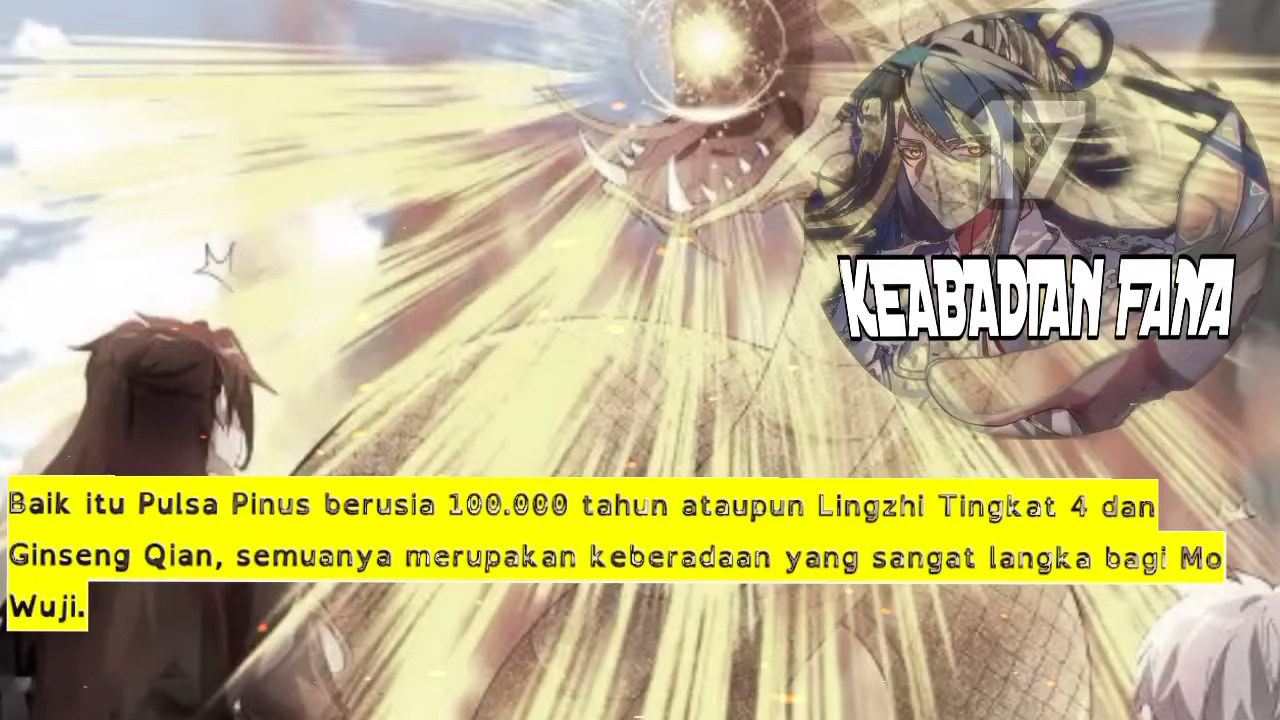 17
KEABADIAN FANA
Baik itu Pulsa Pinus berusia 100.000 tahun ataupun Lingzhi Tingkat 4 dan
Ginseng Qian, semuanya merupakan keberadaan yang sangat langka bagi Mo
Wuji.